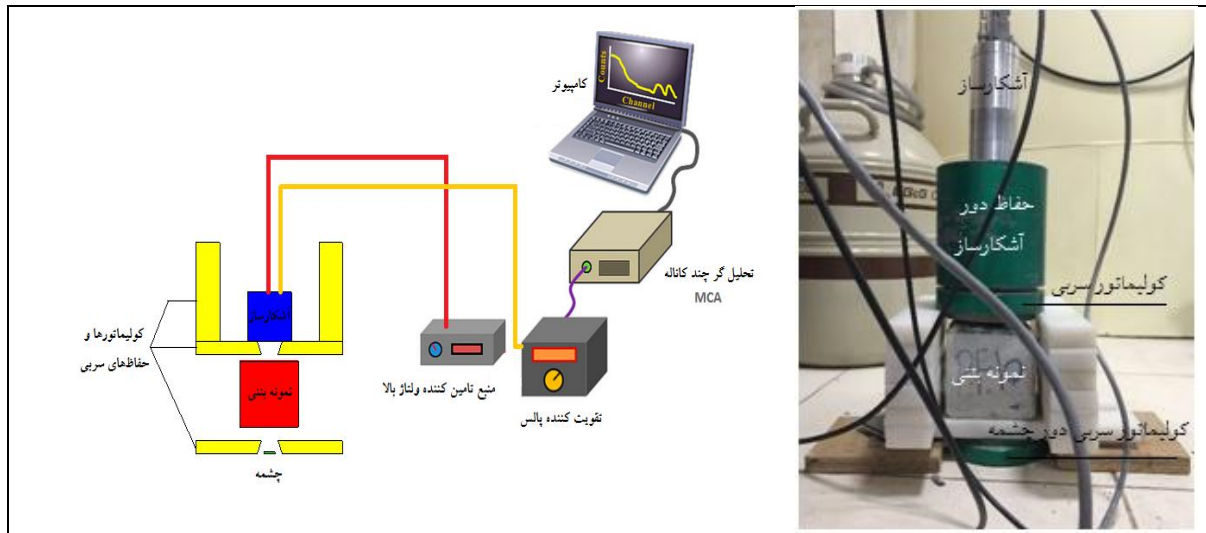 کامپیوتر
Counts
Channel
تحلیل گر چند کاناله
MCA
آشکارساز
کولیماتورها و
حفاظ‌های سربی
نمونه بتنی
منبع تامین کننده ولتاژ بالا
تقویت کننده پالس
چشمه
آشکارساز
حفاظ دور
آشکارساز
کولیماتور سربی
نمونه بتنی
کولیماتور سربی دور چشمه